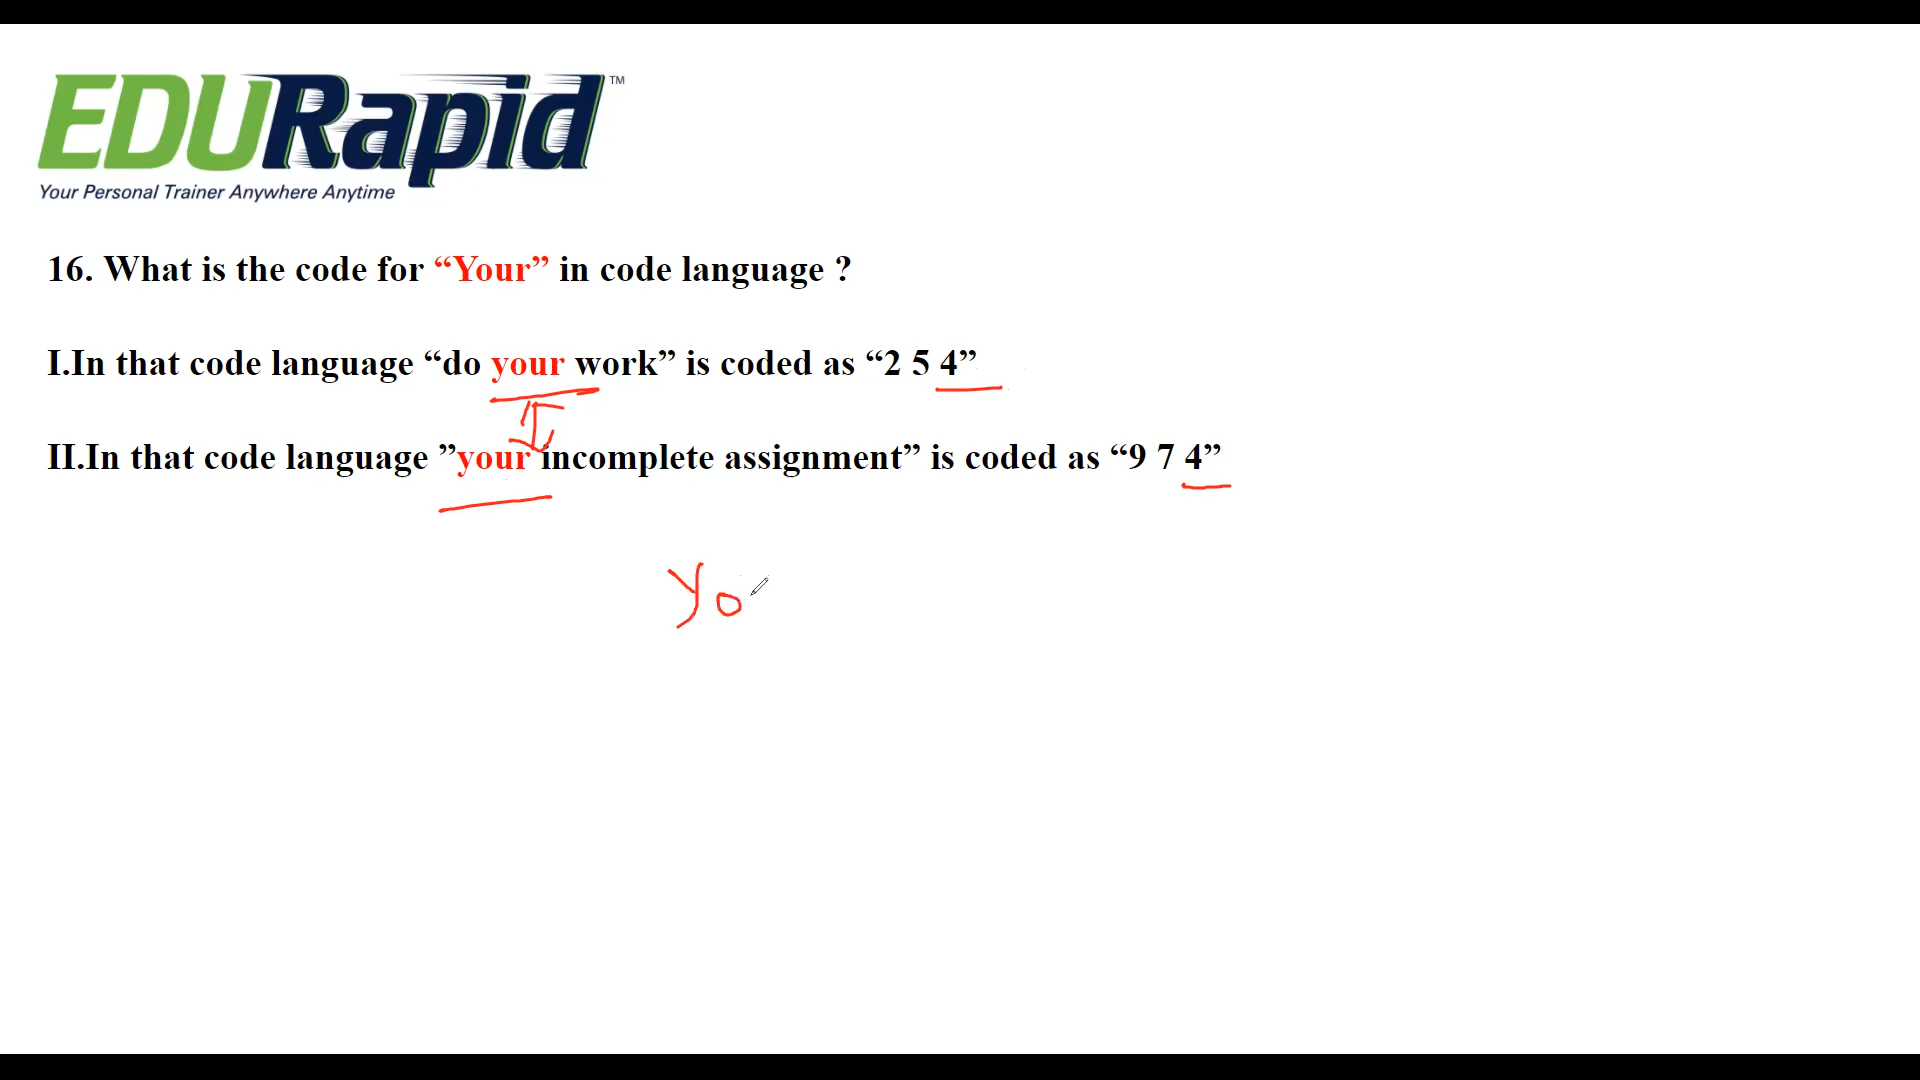 EDURapid™
Your Personal Trainer Anywhere Anytime
16. What is the code for “Your” in code language ?
I.In that code language “do your work” is coded as “2 5 4”
II.In that code language ”your incomplete assignment” is coded as “9 7 4”
Yo